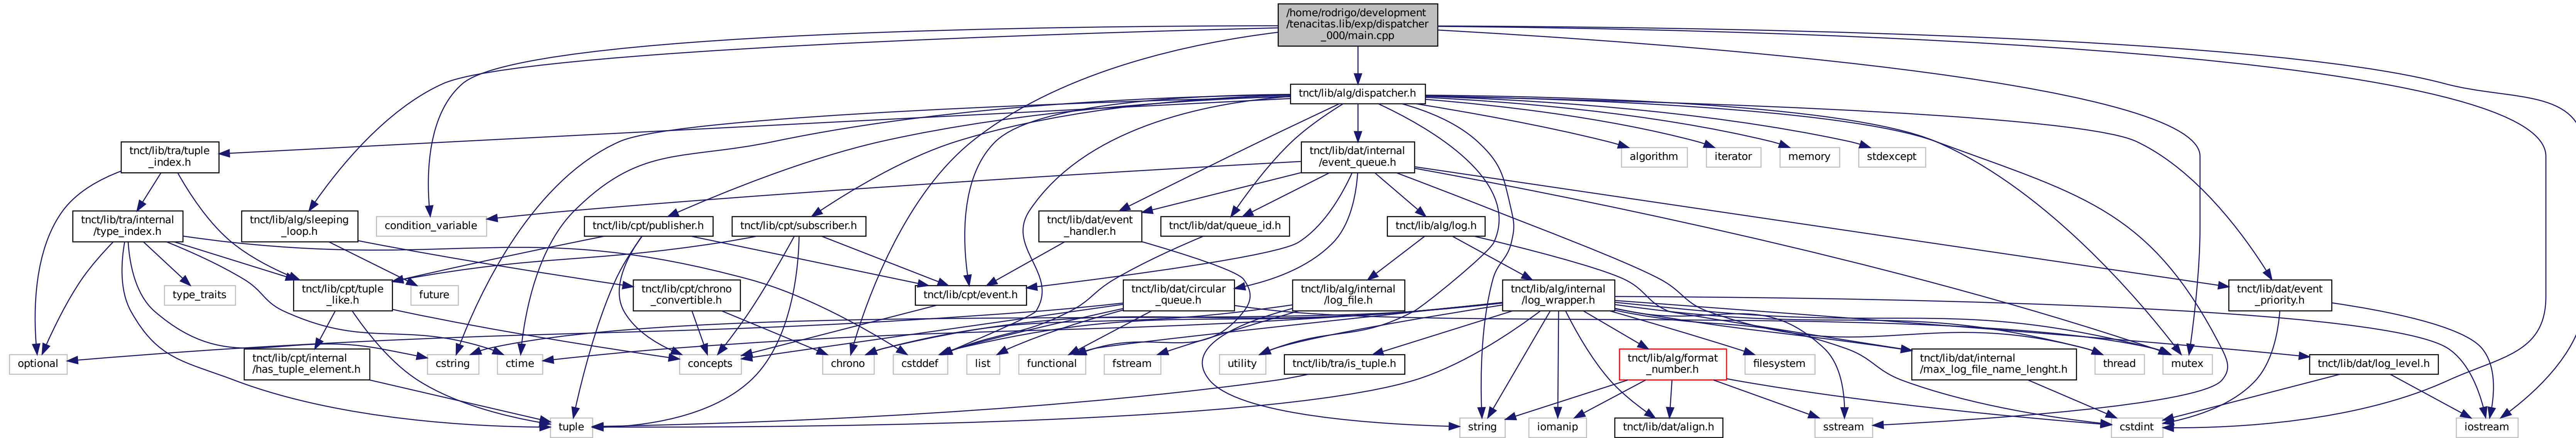 /home/rodrigo/development
/tenacitas.lib/exp/dispatcher
_000/main.cpp
tnct/lib/alg/dispatcher.h
tnct/lib/tra/tuple
_index.h
tnct/lib/dat/internal
/event_queue.h
algorithm
iterator
memory
stdexcept
tnct/lib/tra/internal
/type_index.h
tnct/lib/alg/sleeping
_loop.h
condition_variable
tnct/lib/cpt/publisher.h
tnct/lib/cpt/subscriber.h
tnct/lib/dat/event
_handler.h
tnct/lib/dat/queue_id.h
tnct/lib/alg/log.h
type_traits
tnct/lib/cpt/tuple
_like.h
future
tnct/lib/cpt/chrono
_convertible.h
tnct/lib/cpt/event.h
tnct/lib/dat/circular
_queue.h
tnct/lib/alg/internal
/log_file.h
tnct/lib/alg/internal
/log_wrapper.h
tnct/lib/dat/event
_priority.h
optional
tnct/lib/cpt/internal
/has_tuple_element.h
cstring
ctime
concepts
chrono
cstddef
list
functional
fstream
utility
tnct/lib/tra/is_tuple.h
tnct/lib/alg/format
_number.h
filesystem
tnct/lib/dat/internal
/max_log_file_name_lenght.h
thread
mutex
tnct/lib/dat/log_level.h
tuple
string
iomanip
tnct/lib/dat/align.h
sstream
cstdint
iostream